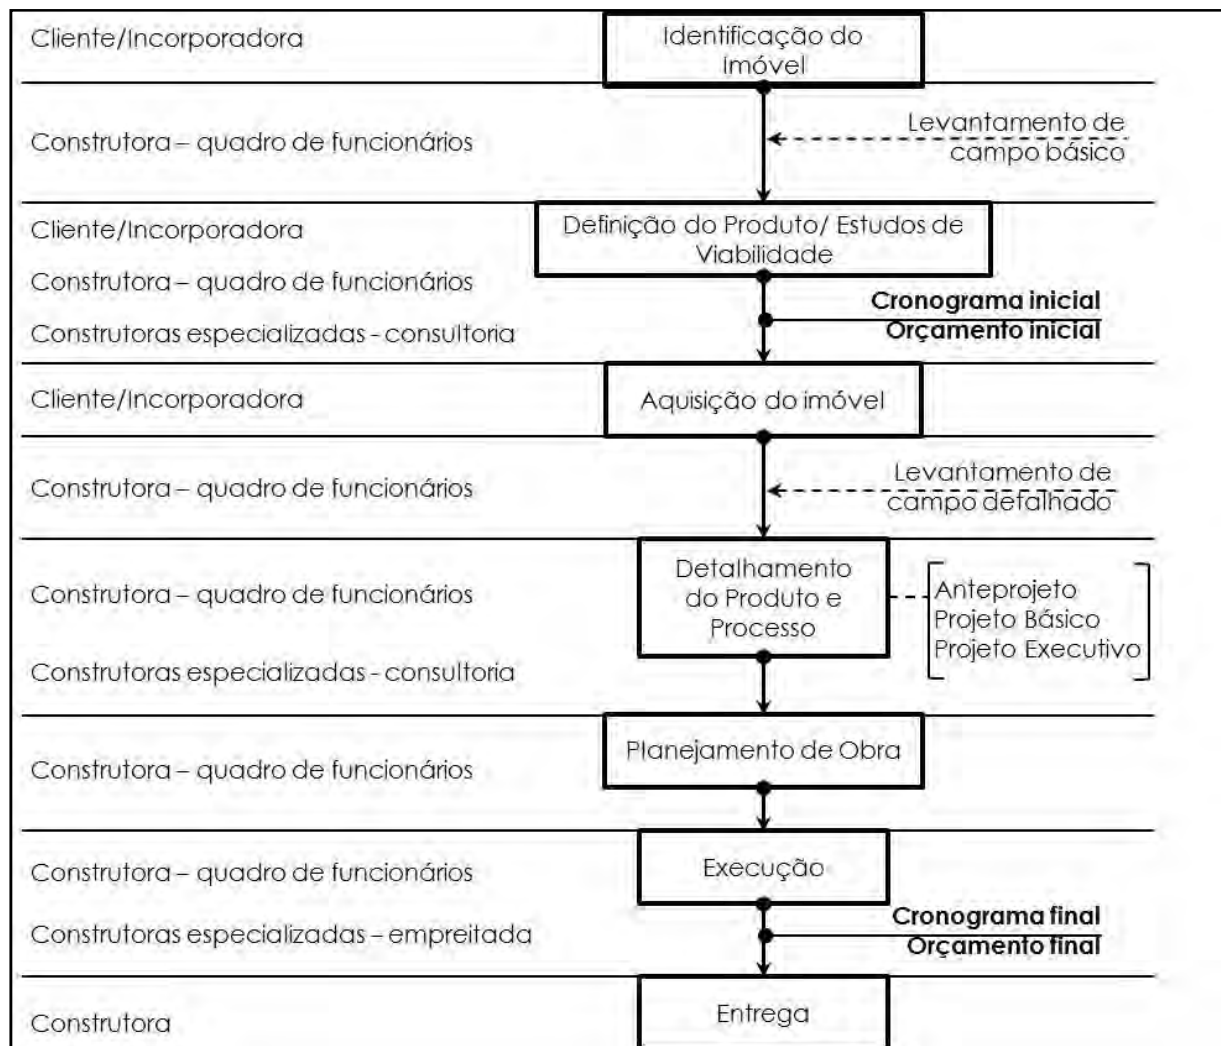 Cliente/Incorporadora
Identificação do
Imóvel
Construtora – quadro de funcionários
Levantamento de
campo básico
Cliente/Incorporadora
Definição do Produto/ Estudos de
Viabilidade
Construtora – quadro de funcionários
Cronograma inicial
Orçamento inicial
Construtoras especializadas - consultoria
Cliente/Incorporadora
Aquisição do imóvel
Construtora – quadro de funcionários
Levantamento de
campo detalhado
Construtora – quadro de funcionários
Detalhamento
do Produto e
Processo
Anteprojeto
Projeto Básico
Projeto Executivo
Construtoras especializadas - consultoria
Construtora – quadro de funcionários
Planejamento de Obra
Construtora – quadro de funcionários
Execução
Construtoras especializadas – empreitada
Cronograma final
Orçamento final
Construtora
Entrega